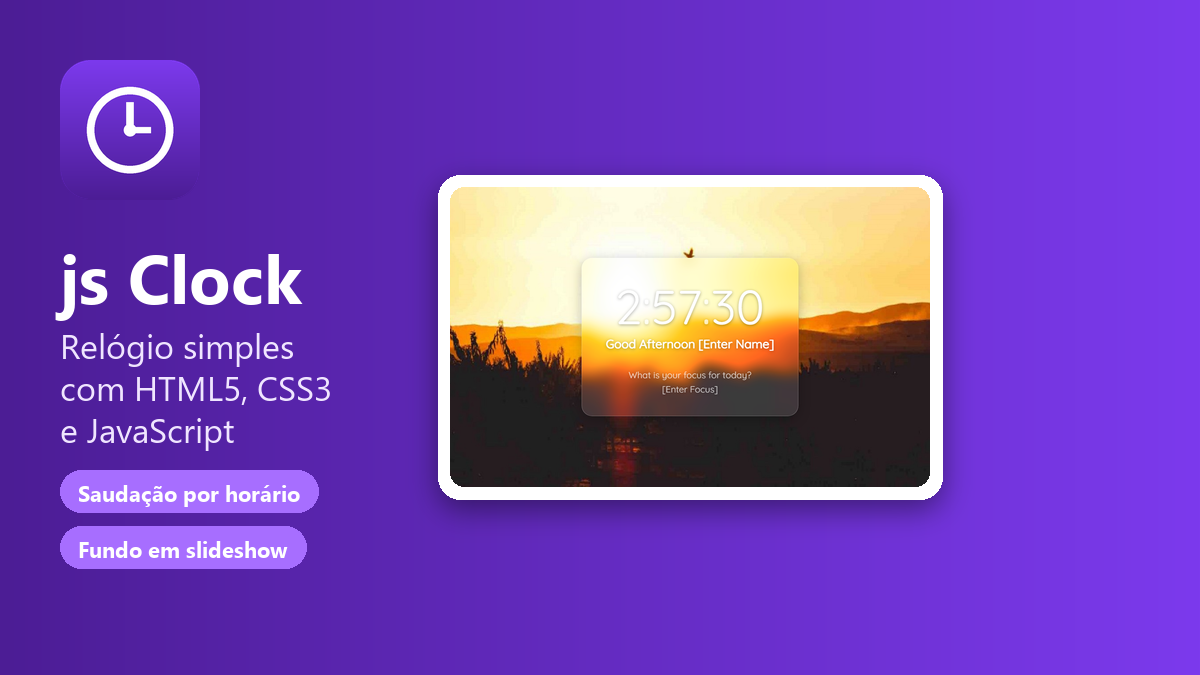 js Clock
Relógio simples
com HTML5, CSS3
e JavaScript
Saudação por horário
Fundo em slideshow
2:57:30
Good Afternoon [Enter Name]
What is your focus for today?
[Enter Focus]